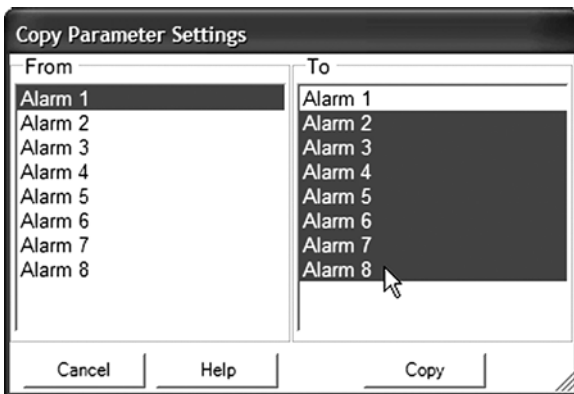 Copy Parameter Settings
From
Alarm 1
Alarm 2
Alarm 3
Alarm 4
Alarm 5
Alarm 6
Alarm 7
Alarm 8
To
Alarm 1
Alarm 2
Alarm 3
Alarm 4
Alarm 5
Alarm 6
Alarm 7
Alarm 8
Cancel Help Copy